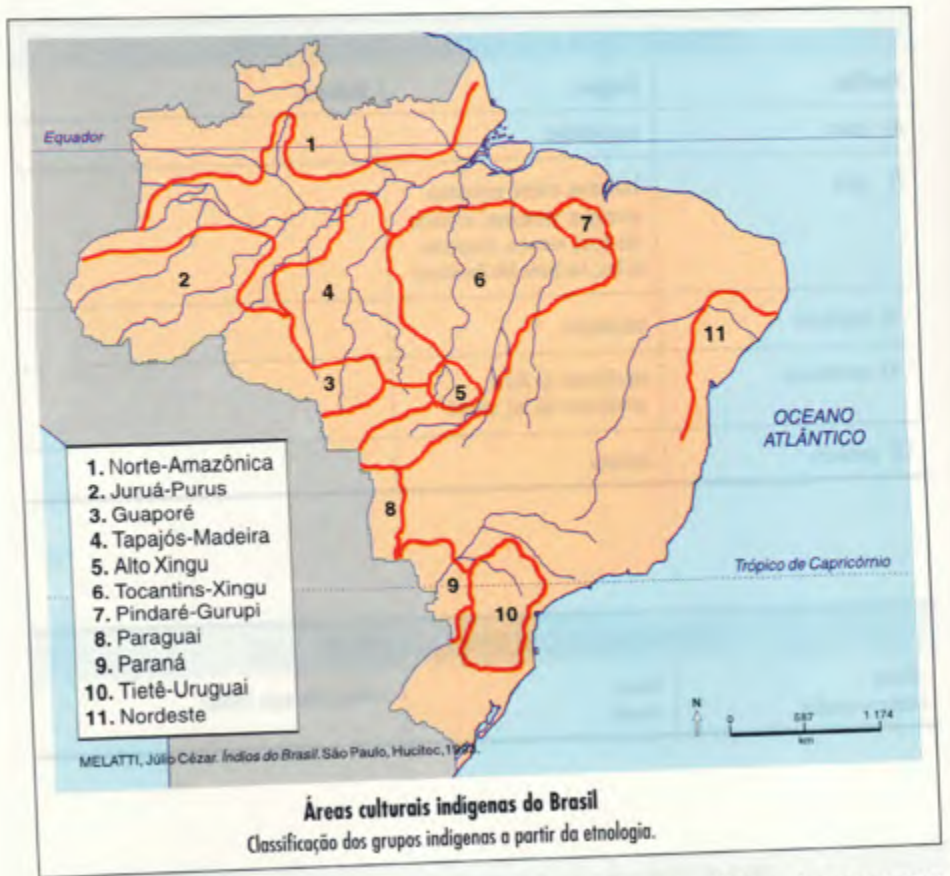 Equador
1
2
3
4
5
6
7
8
9
10
11
OCEANO
ATLÂNTICO
Trópico de Capricórnio
1. Norte-Amazônica
2. Juruá-Purus
3. Guaporé
4. Tapajós-Madeira
5. Alto Xingu
6. Tocantins-Xingu
7. Pindaré-Gurupi
8. Paraguai
9. Paraná
10. Tietê-Uruguai
11. Nordeste
N
0 587 1 174
km
MELATTI, Júlio Cézar. Índios do Brasil. São Paulo, Hucitec, 1993.
Áreas culturais indígenas do Brasil
Classificação dos grupos indígenas a partir da etnologia.